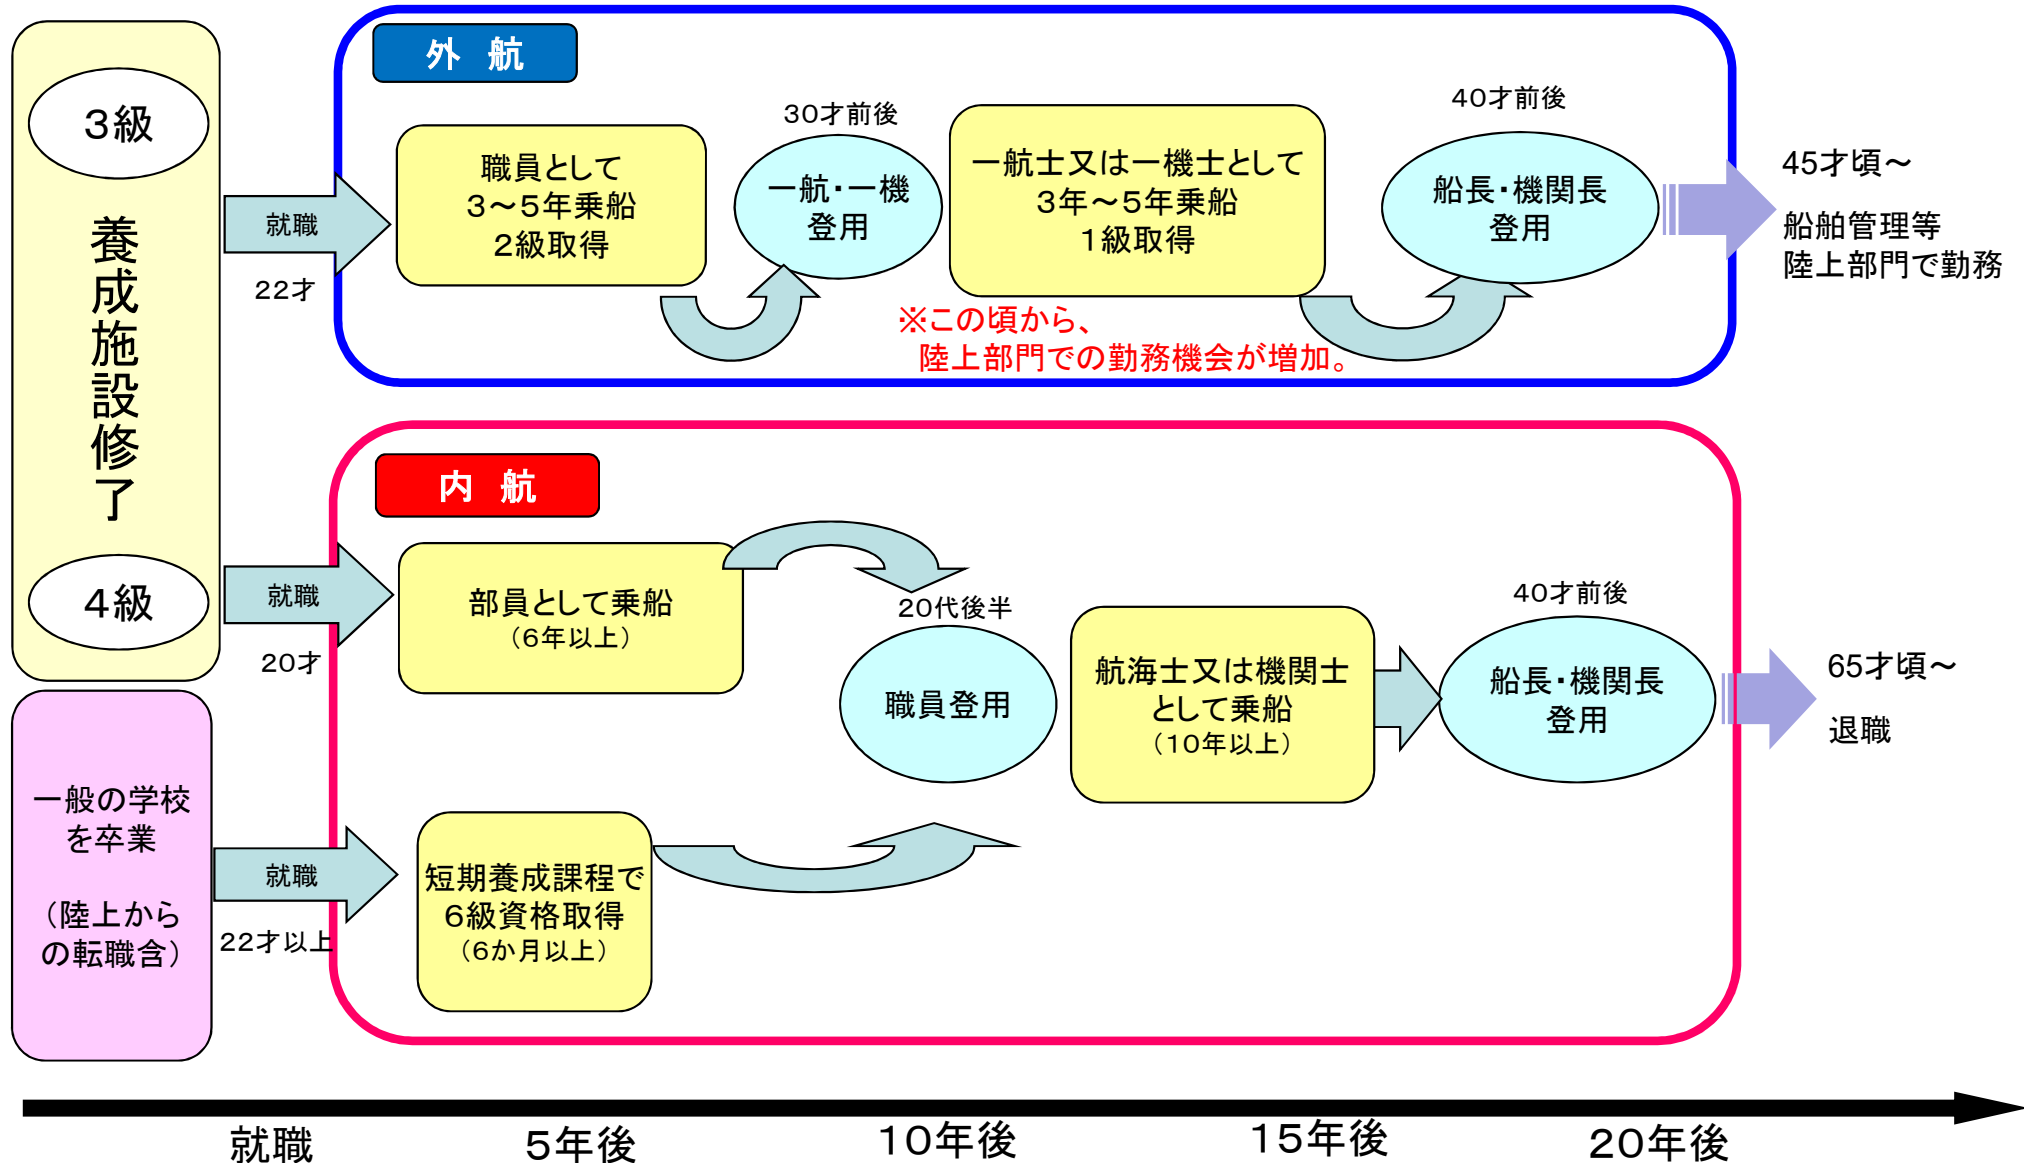 3級
養成施設修了
4級
一般の学校
を卒業
（陸上から
の転職含）
外 航
就職
22才
職員として
3～5年乗船
2級取得
30才前後
一航・一機
登用
一航士又は一機士として
3年～5年乗船
1級取得
※この頃から、
陸上部門での勤務機会が増加。
40才前後
船長・機関長
登用
45才頃～
船舶管理等
陸上部門で勤務
内 航
就職
20才
部員として乗船
（6年以上）
就職
22才以上
短期養成課程で
6級資格取得
（6か月以上）
20代後半
職員登用
航海士又は機関士
として乗船
（10年以上）
40才前後
船長・機関長
登用
65才頃～
退職
就職
5年後
10年後
15年後
20年後